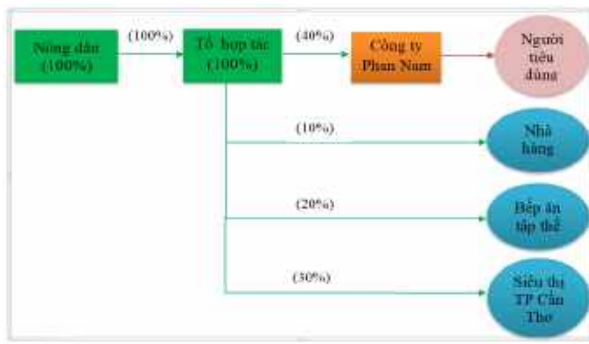 Nông dân
(100%)
(100%)
Tổ hợp tác
(100%)
(40%)
Công ty
Phan Nam
Người
tiêu
dùng
(10%)
Nhà
hàng
(20%)
Bếp ăn
tập thể
(30%)
Siêu thị
TP Cần
Thơ